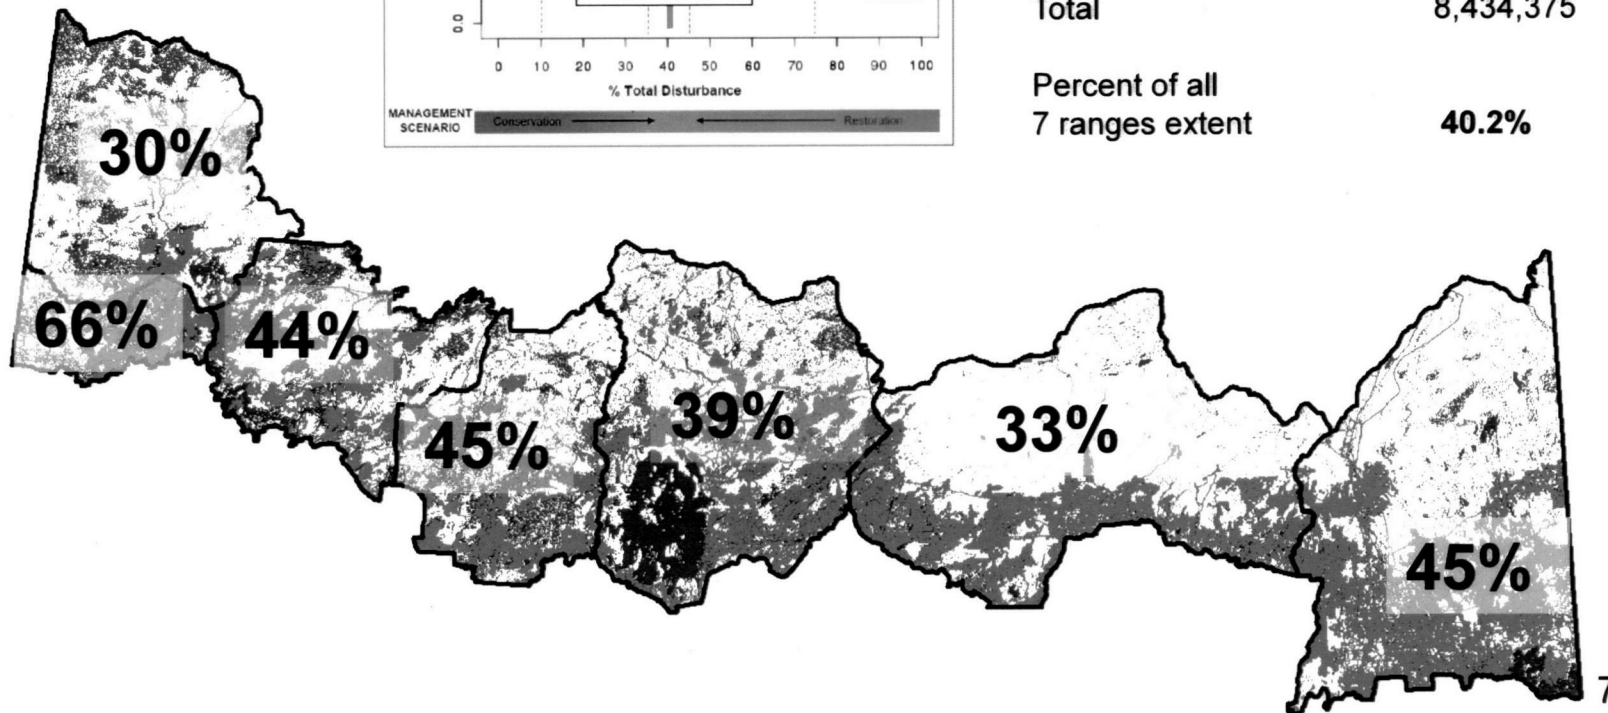 Total 8,434,375
0.0
0 10 20 30 40 50 60 70 80 90 100
% Total Disturbance
MANAGEMENT
SCENARIO
Conservation Restoration
Percent of all
7 ranges extent 40.2%
30%
66%
44%
45%
39%
33%
45%
7